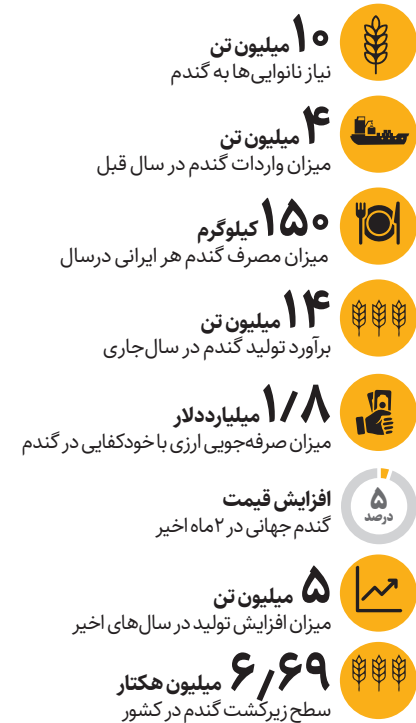 ۱۰ میلیون تن
نیاز نانوایی‌ها به گندم
۴ میلیون تن
میزان واردات گندم در سال قبل
۱۵۰ کیلوگرم
میزان مصرف گندم هر ایرانی درسال
۱۴ میلیون تن
برآورد تولید گندم در سال‌جاری
۱/۸ میلیارددلار
میزان صرفه‌جویی ارزی با خودکفایی در گندم
۵ درصد
افزایش قیمت
گندم جهانی در ۲ماه اخیر
۵ میلیون تن
میزان افزایش تولید در سال‌های اخیر
۶٫۶۹ میلیون هکتار
سطح زیرکشت گندم در کشور